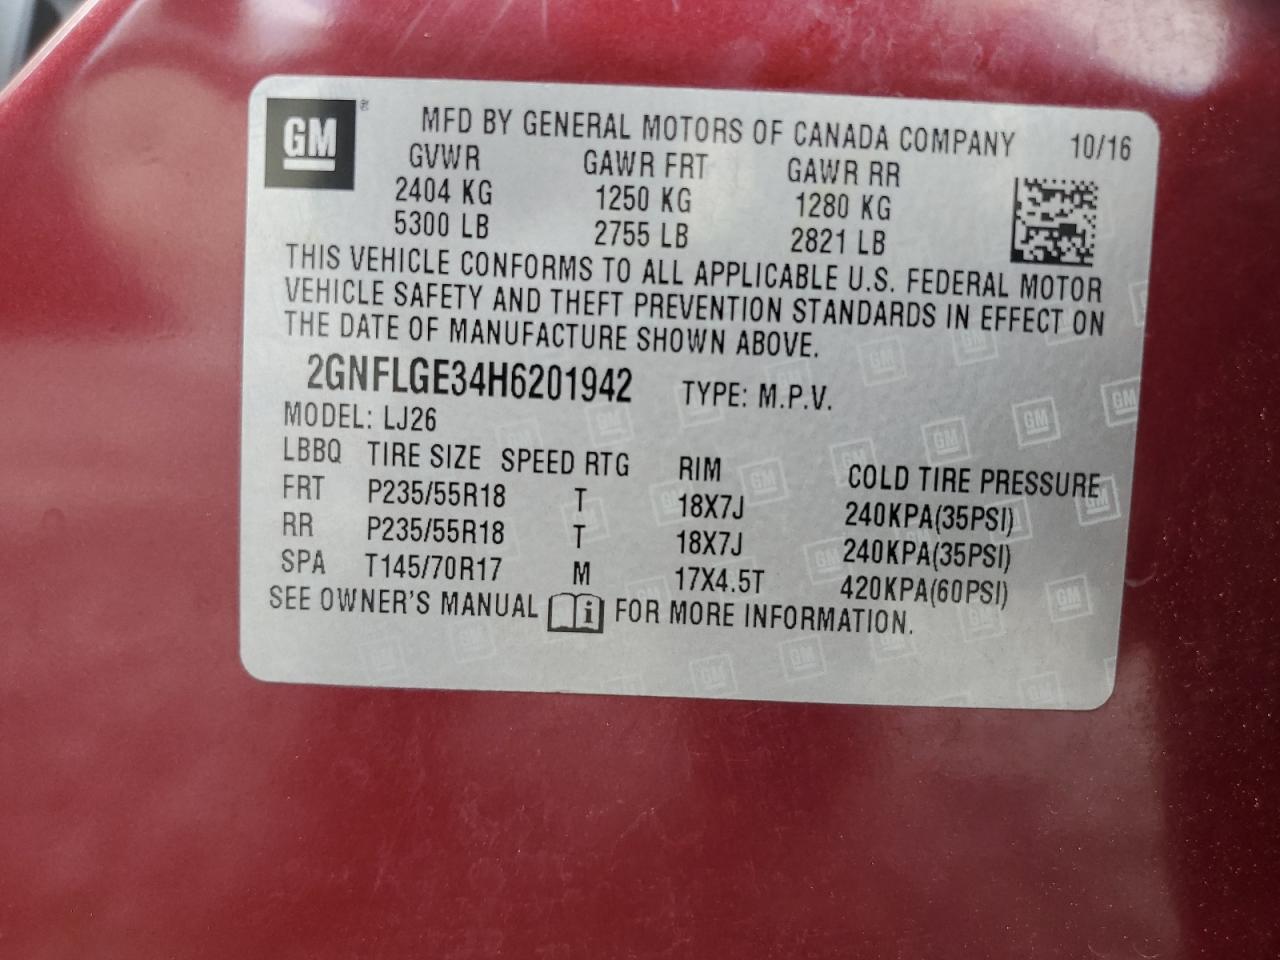 GM ® MFD BY GENERAL MOTORS OF CANADA COMPANY 10/16
GVWR GAWR FRT GAWR RR
2404 KG 1250 KG 1280 KG
5300 LB 2755 LB 2821 LB
THIS VEHICLE CONFORMS TO ALL APPLICABLE U.S. FEDERAL MOTOR
VEHICLE SAFETY AND THEFT PREVENTION STANDARDS IN EFFECT ON
THE DATE OF MANUFACTURE SHOWN ABOVE.
2GNFLGE34H6201942 TYPE: M.P.V.
MODEL: LJ26
LBBQ TIRE SIZE SPEED RTG RIM COLD TIRE PRESSURE
FRT P235/55R18 T 18X7J 240KPA(35PSI)
RR P235/55R18 T 18X7J 240KPA(35PSI)
SPA T145/70R17 M 17X4.5T 420KPA(60PSI)
SEE OWNER'S MANUAL i FOR MORE INFORMATION.